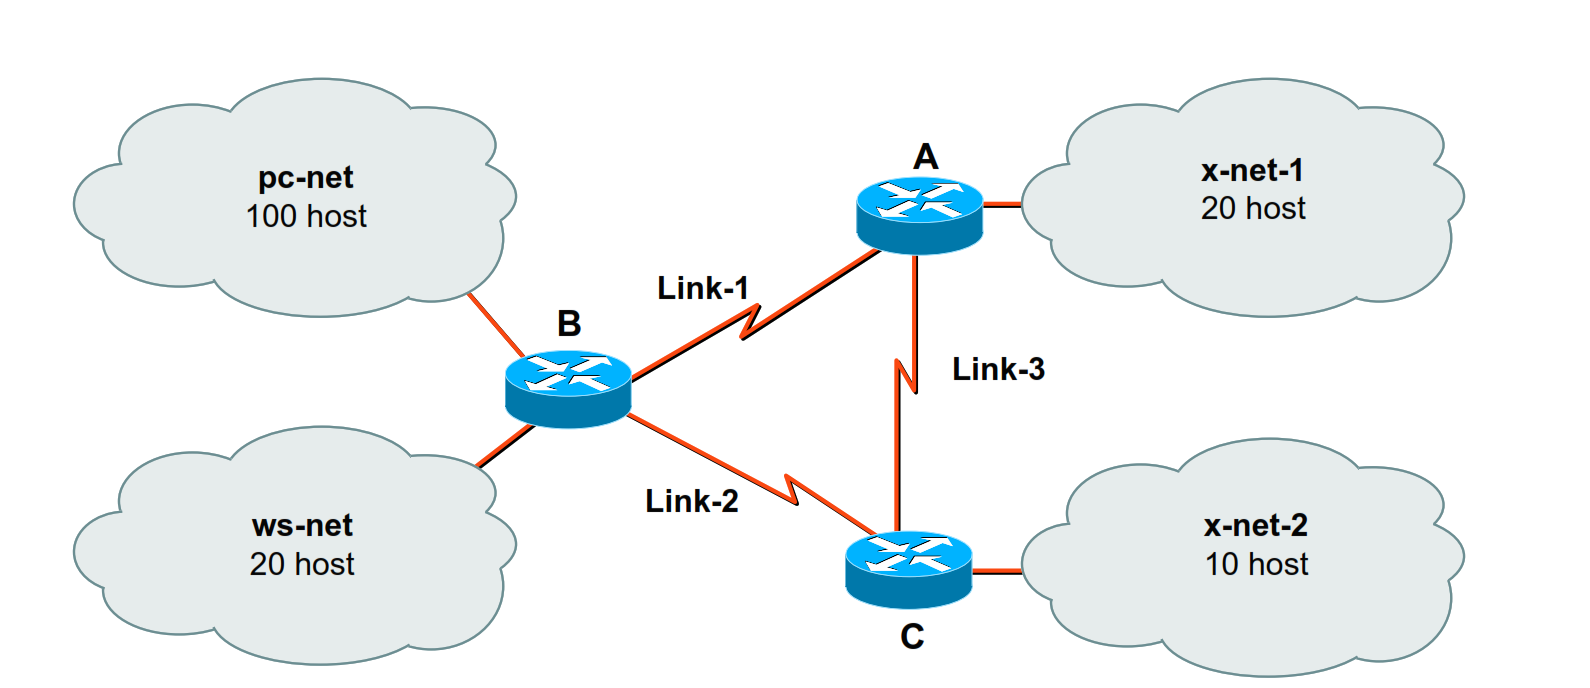 pc-net
100 host
A
x-net-1
20 host
Link-1
B
Link-3
Link-2
ws-net
20 host
x-net-2
10 host
C